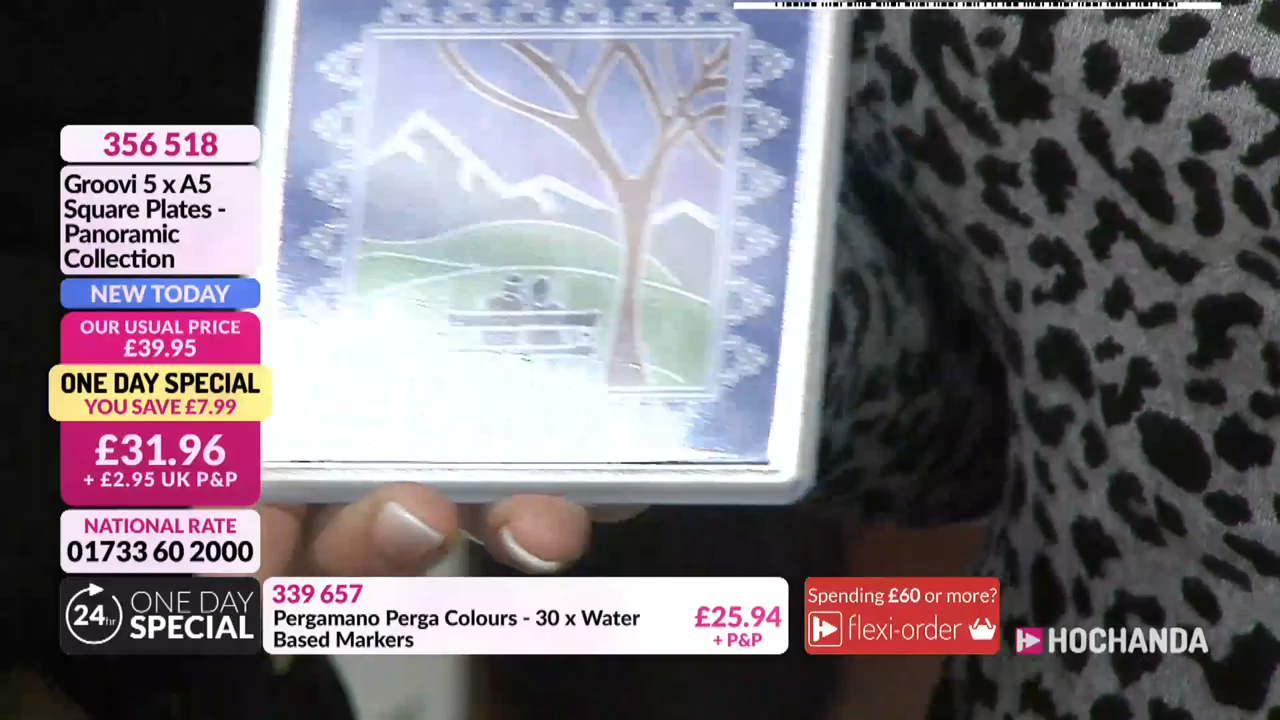 356 518
Groovi 5 x A5
Square Plates -
Panoramic
Collection
NEW TODAY
OUR USUAL PRICE
£39.95
ONE DAY SPECIAL
YOU SAVE £7.99
£31.96
+ £2.95 UK P&P
NATIONAL RATE
01733 60 2000
24hr
ONE DAY
SPECIAL
339 657
Pergamano Perga Colours - 30 x Water
Based Markers
£25.94
+ P&P
Spending £60 or more?
flexi-order
HOCHANDA